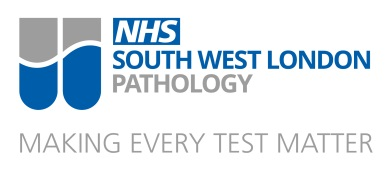 NHS
SOUTH WEST LONDON
PATHOLOGY
MAKING EVERY TEST MATTER